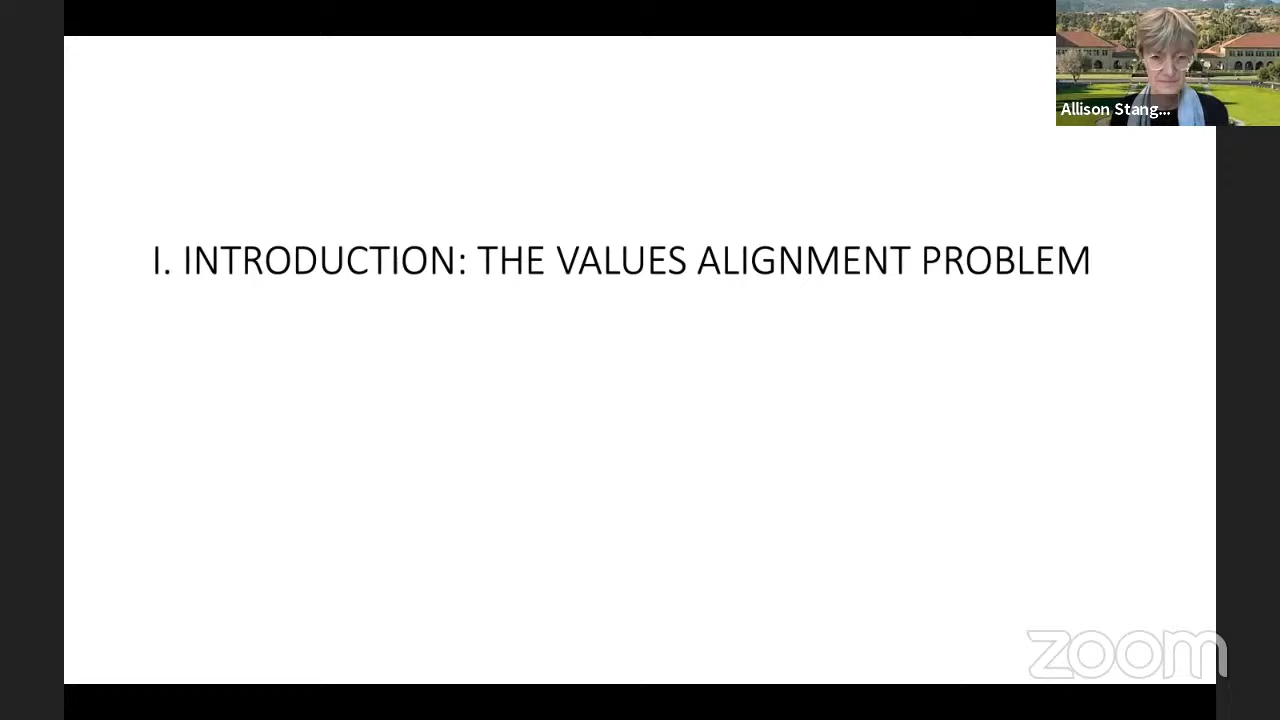 Allison Stang...
I. INTRODUCTION: THE VALUES ALIGNMENT PROBLEM
zoom